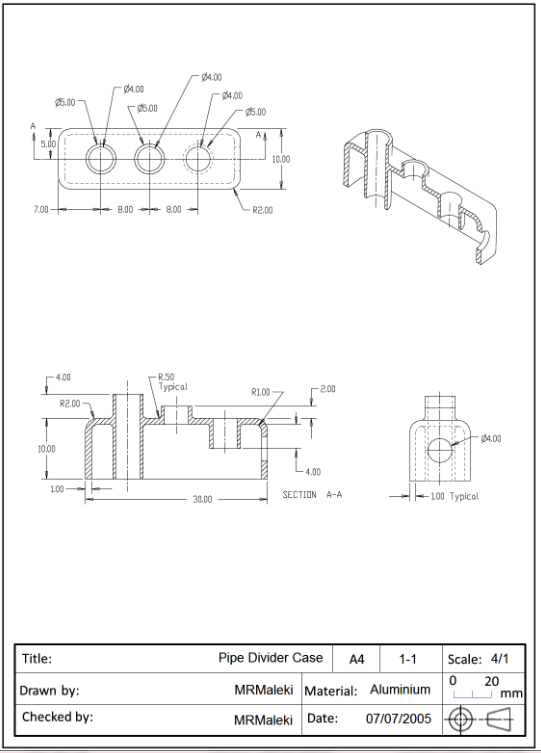 Ø4.00
Ø4.00
Ø5.00
Ø5.00
Ø4.00
Ø5.00
A
A
5.00
10.00
7.00
8.00
8.00
R2.00
4.00
R.50
Typical
R2.00
R1.00
2.00
10.00
4.00
1.00
30.00
SECTION A-A
Ø4.00
1.00 Typical
Title: Pipe Divider Case A4 1-1 Scale: 4/1
Drawn by: MRMaleki Material: Aluminium 0 20 mm
Checked by: MRMaleki Date: 07/07/2005